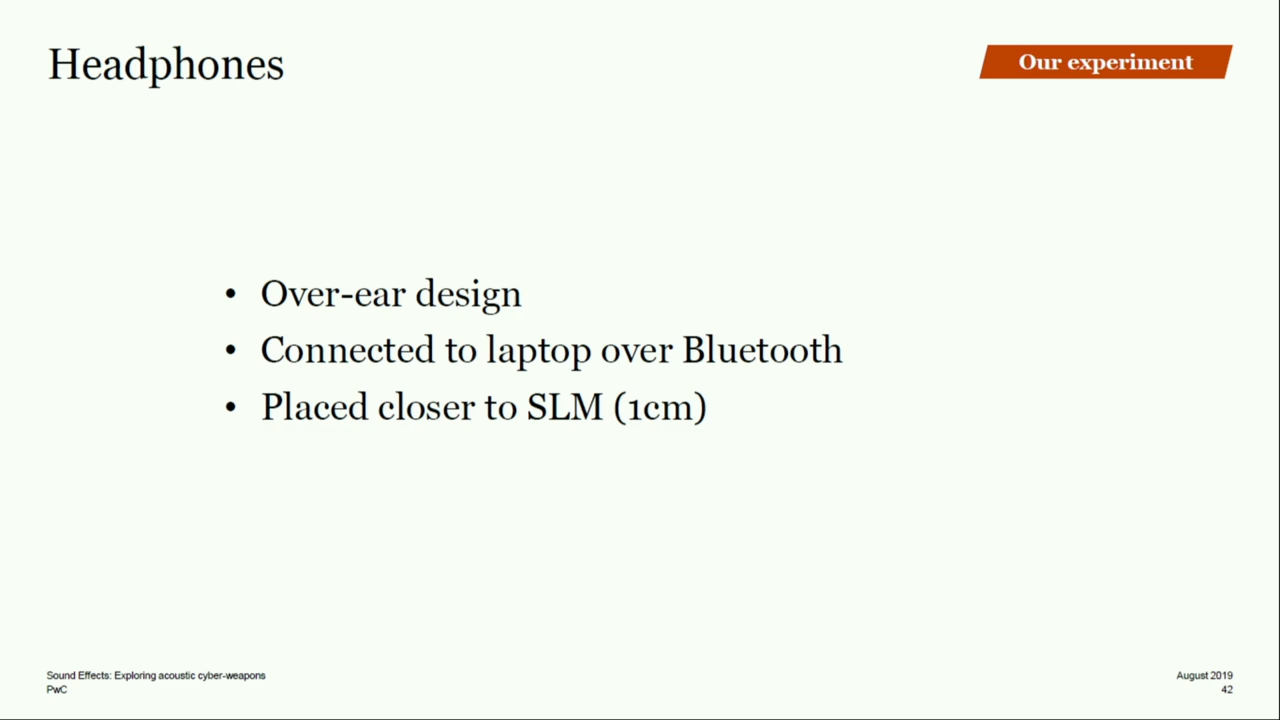 Headphones
Our experiment
• Over-ear design
• Connected to laptop over Bluetooth
• Placed closer to SLM (1cm)
Sound Effects: Exploring acoustic cyber-weapons
PwC
August 2019
42